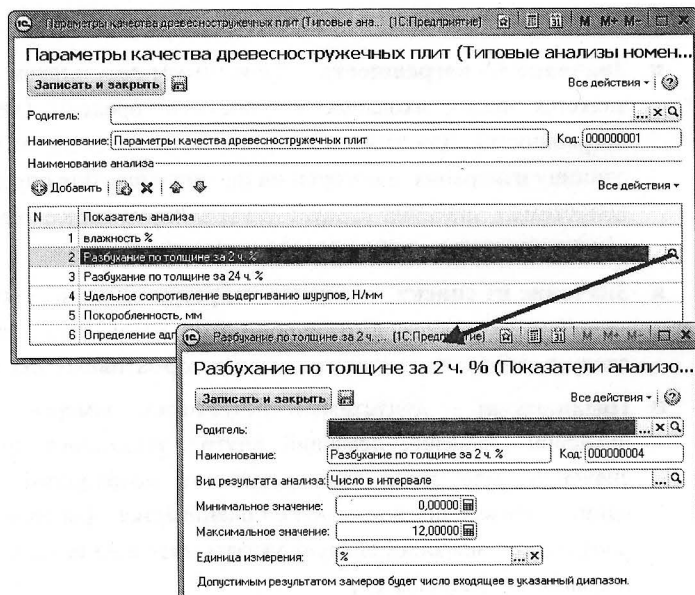 Параметры качества древесностружечных плит (Типовые ана... (1С:Предприятие) M M+ M-
Параметры качества древесностружечных плит (Типовые анализы номен...
Записать и закрыть Все действия
Родитель: ...
Наименование: Параметры качества древесностружечных плит Код: 000000001
Наименование анализа
Добавить Все действия
N Показатель анализа
1 влажность %
2 Разбухание по толщине за 2 ч. % ...
3 Разбухание по толщине за 24 ч. %
4 Удельное сопротивление выдергиванию шурупов, Н/мм
5 Покоробленность, мм
6 Определение
Разбухание по толщине за 2 ч. ... (1С:Предприятие) M M+ M-
Разбухание по толщине за 2 ч. % (Показатели анализо...
Записать и закрыть Все действия
Родитель: ...
Наименование: Разбухание по толщине за 2 ч. % Код: 000000004
Вид результата анализа: Число в интервале ...
Минимальное значение: 0,00000
Максимальное значение: 12,00000
Единица измерения: % ...
Допустимым результатом замеров будет число входящее в указанный диапазон.